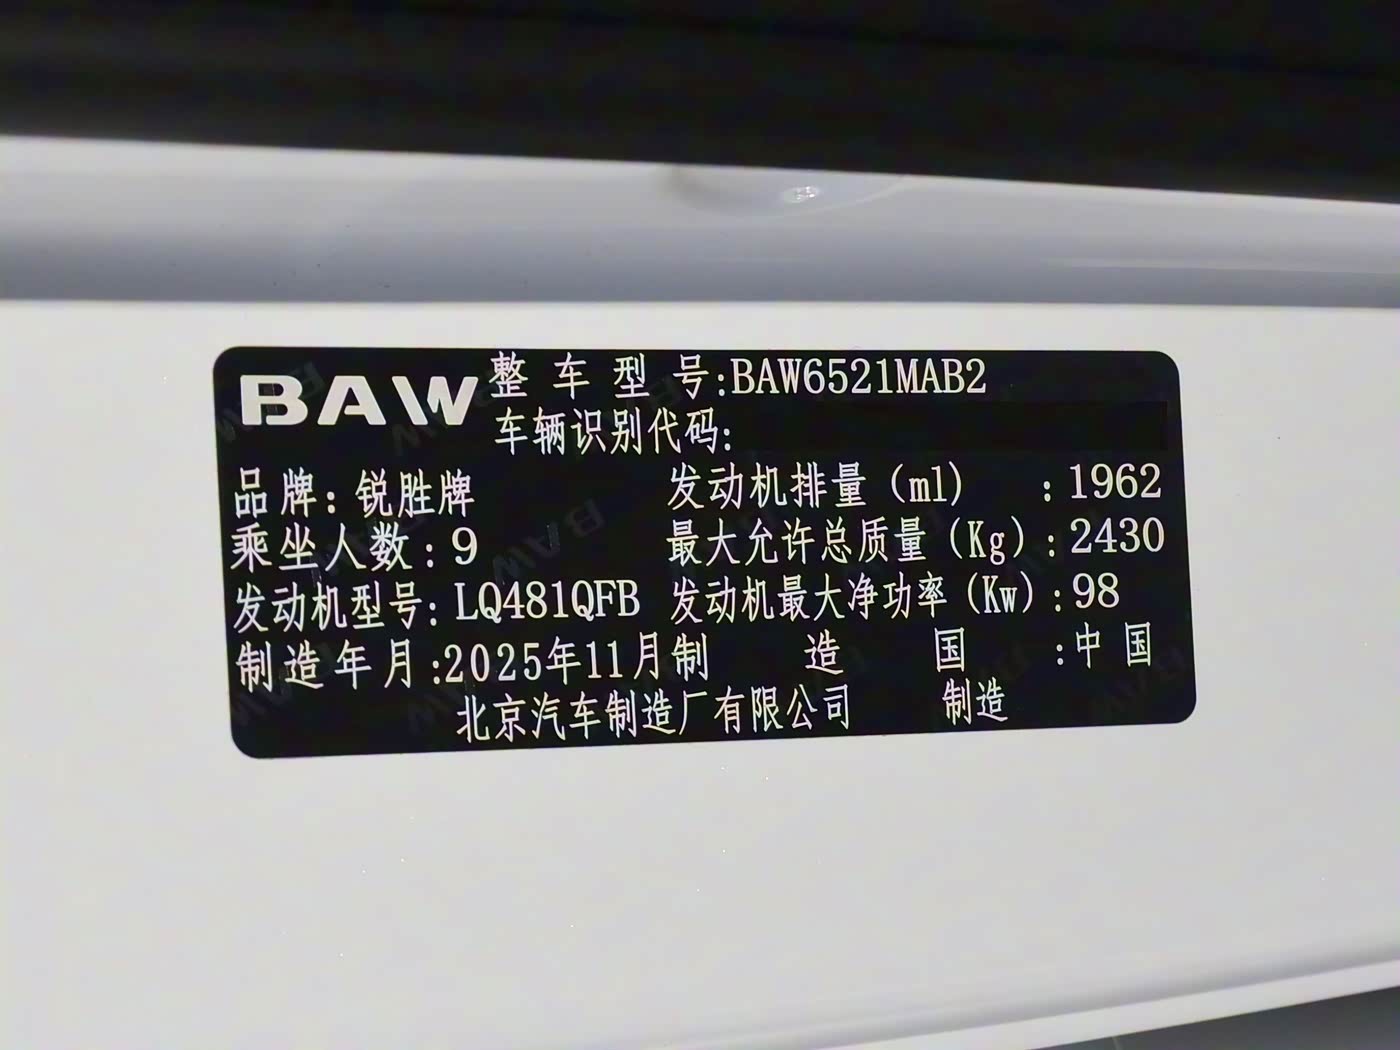 BAW 整车型号:BAW6521MAB2
车辆识别代码:
品牌:锐胜牌 发动机排量(ml) :1962
乘坐人数:9 最大允许总质量(Kg):2430
发动机型号:LQ481QFB 发动机最大净功率(Kw):98
制造年月:2025年11月 制造国:中国
北京汽车制造厂有限公司 制造